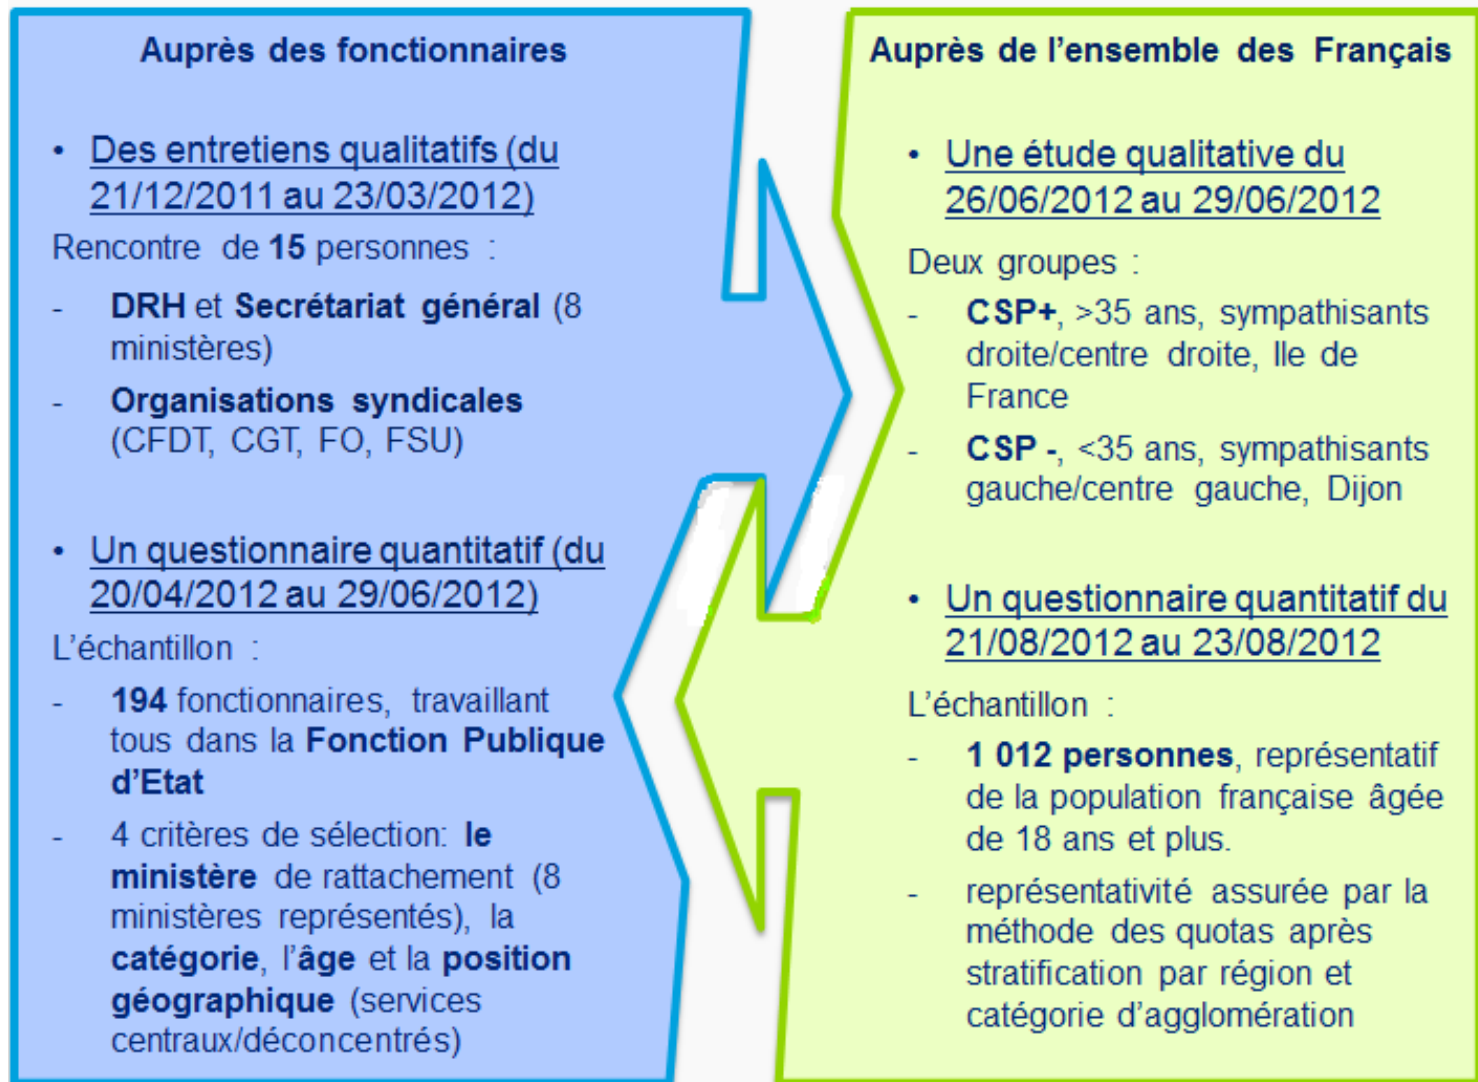 Auprès des fonctionnaires
• Des entretiens qualitatifs (du
21/12/2011 au 23/03/2012)
Rencontre de 15 personnes :
- DRH et Secrétariat général (8
ministères)
- Organisations syndicales
(CFDT, CGT, FO, FSU)
• Un questionnaire quantitatif (du
20/04/2012 au 29/06/2012)
L'échantillon :
- 194 fonctionnaires, travaillant
tous dans la Fonction Publique
d'Etat
- 4 critères de sélection: le
ministère de rattachement (8
ministères représentés), la
catégorie, l'âge et la position
géographique (services
centraux/déconcentrés)
Auprès de l'ensemble des Français
• Une étude qualitative du
26/06/2012 au 29/06/2012
Deux groupes :
- CSP+, >35 ans, sympathisants
droite/centre droite, Ile de
France
- CSP -, <35 ans, sympathisants
gauche/centre gauche, Dijon
• Un questionnaire quantitatif du
21/08/2012 au 23/08/2012
L'échantillon :
- 1 012 personnes, représentatif
de la population française âgée
de 18 ans et plus.
- représentativité assurée par la
méthode des quotas après
stratification par région et
catégorie d'agglomération